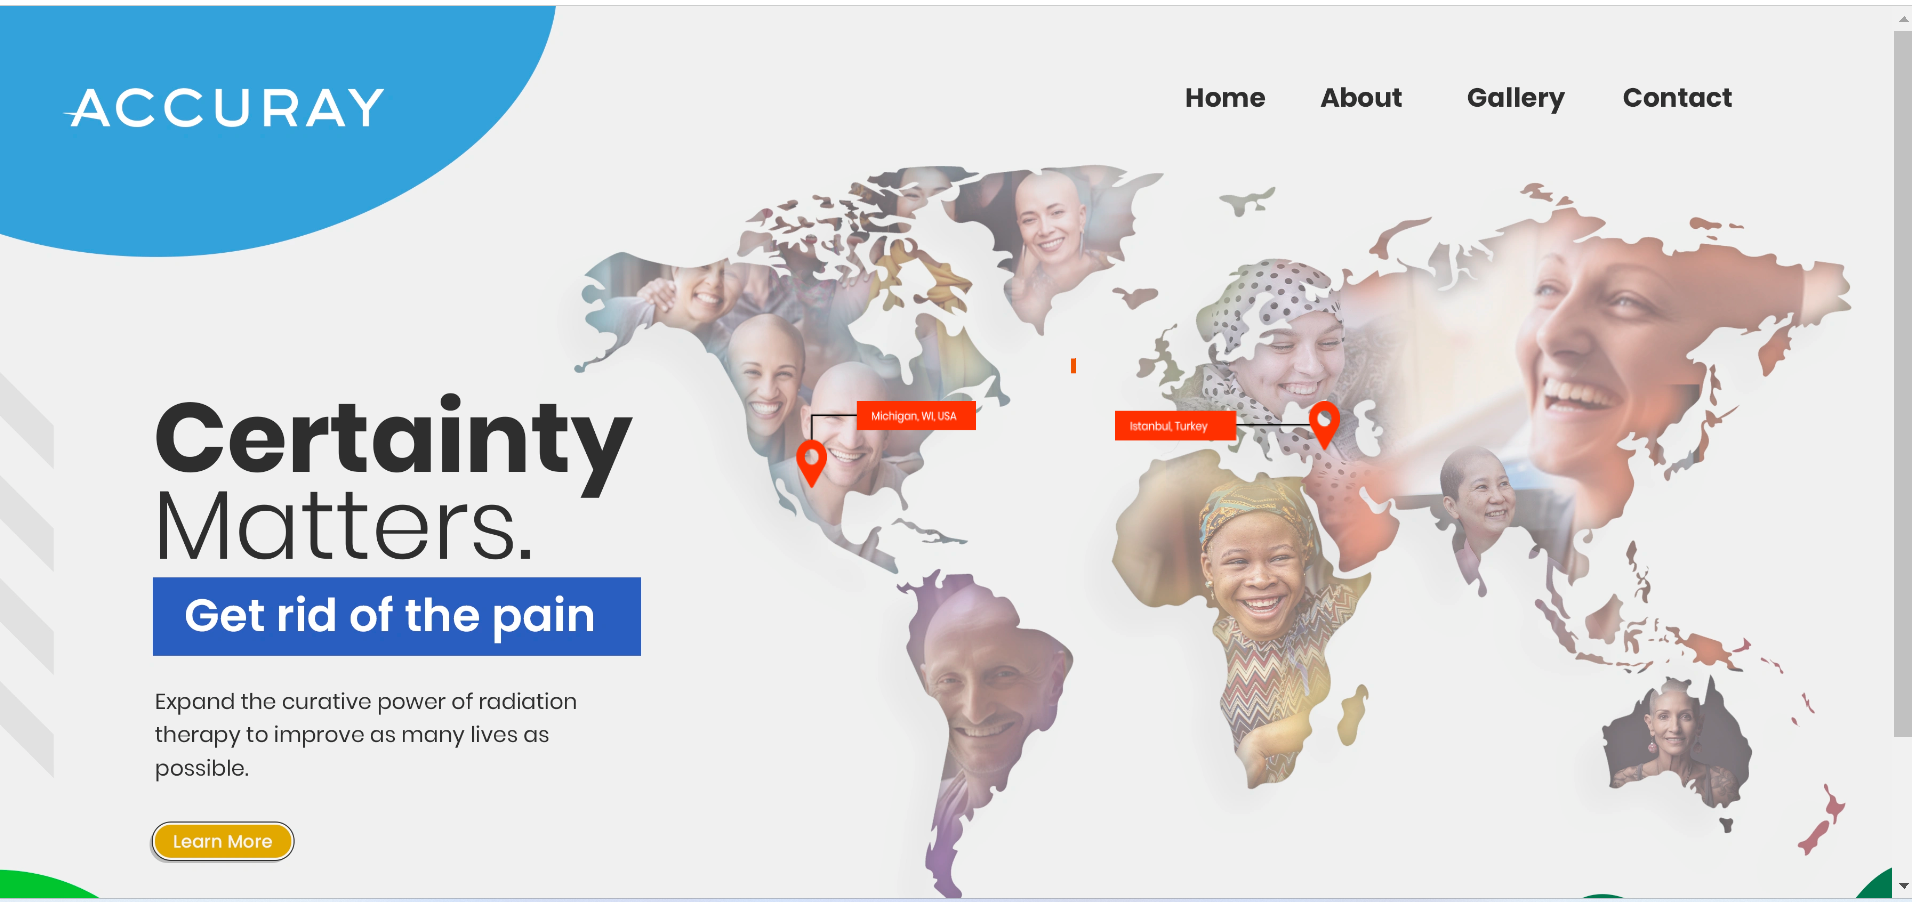 ACCURAY
Home About Gallery Contact
Michigan, WI, USA
Istanbul, Turkey
Certainty
Matters.
Get rid of the pain
Expand the curative power of radiation
therapy to improve as many lives as
possible.
Learn More